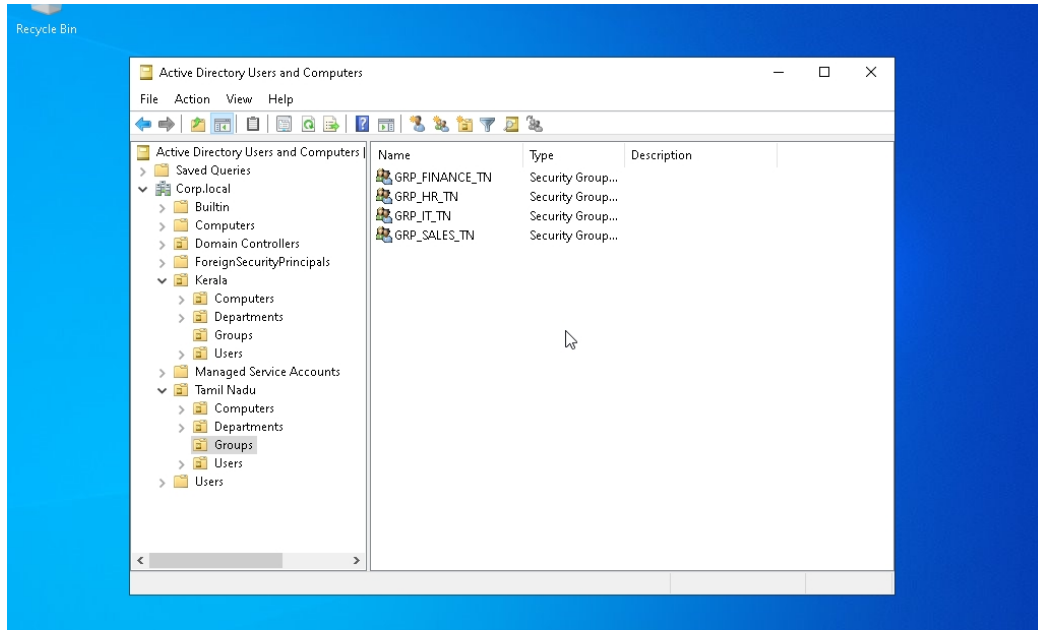 Recycle Bin
Active Directory Users and Computers
File Action View Help
Active Directory Users and Computers [
Saved Queries
Corp.local
Builtin
Computers
Domain Controllers
ForeignSecurityPrincipals
Kerala
Computers
Departments
Groups
Users
Managed Service Accounts
Tamil Nadu
Computers
Departments
Groups
Users
Users
Name Type Description
GRP_FINANCE_TN Security Group...
GRP_HR_TN Security Group...
GRP_IT_TN Security Group...
GRP_SALES_TN Security Group...